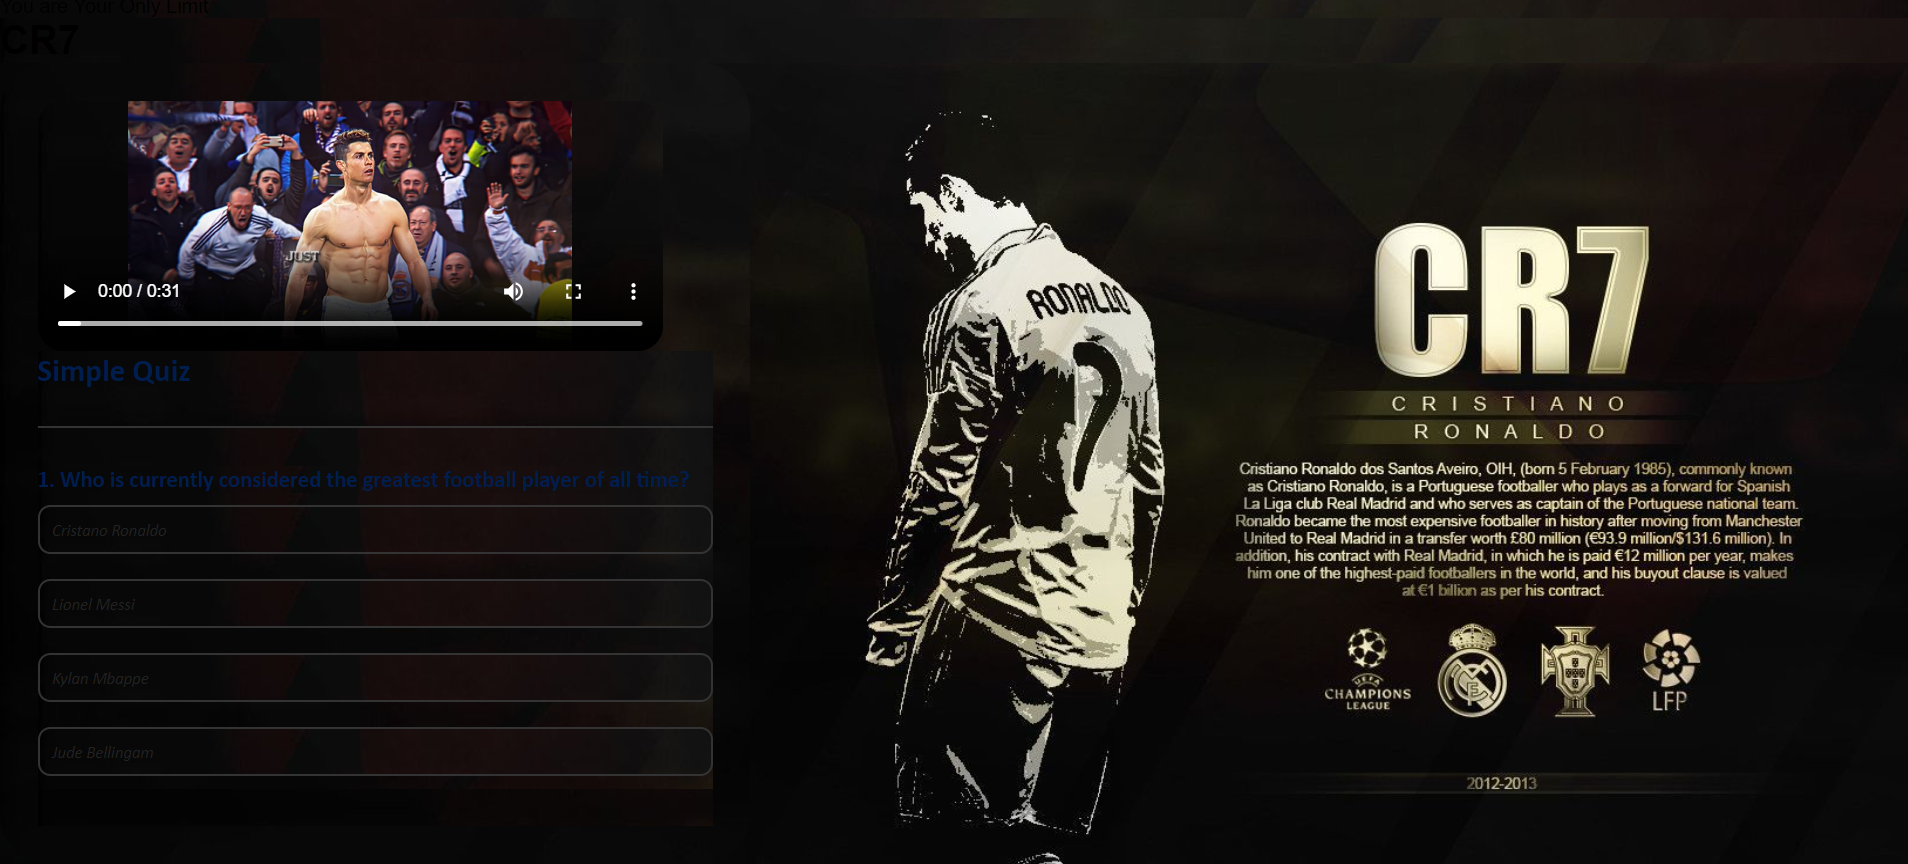 You are Your Only Limit
CR7
JUST
0:00 / 0:31
Simple Quiz
1. Who is currently considered the greatest football player of all time?
Cristano Ronaldo
Lionel Messi
Kylan Mbappe
Jude Bellingam
RONALDO
7
CR7
CRISTIANO
RONALDO
Cristiano Ronaldo dos Santos Aveiro, OIH, (born 5 February 1985), commonly known
as Cristiano Ronaldo, is a Portuguese footballer who plays as a forward for Spanish
La Liga club Real Madrid and who serves as captain of the Portuguese national team.
Ronaldo became the most expensive footballer in history after moving from Manchester
United to Real Madrid in a transfer worth £80 million (€93.9 million/$131.6 million). In
addition, his contract with Real Madrid, in which he is paid €12 million per year, makes
him one of the highest-paid footballers in the world, and his buyout clause is valued
at €1 billion as per his contract.
UEFA
CHAMPIONS
LEAGUE
LFP
2012-2013